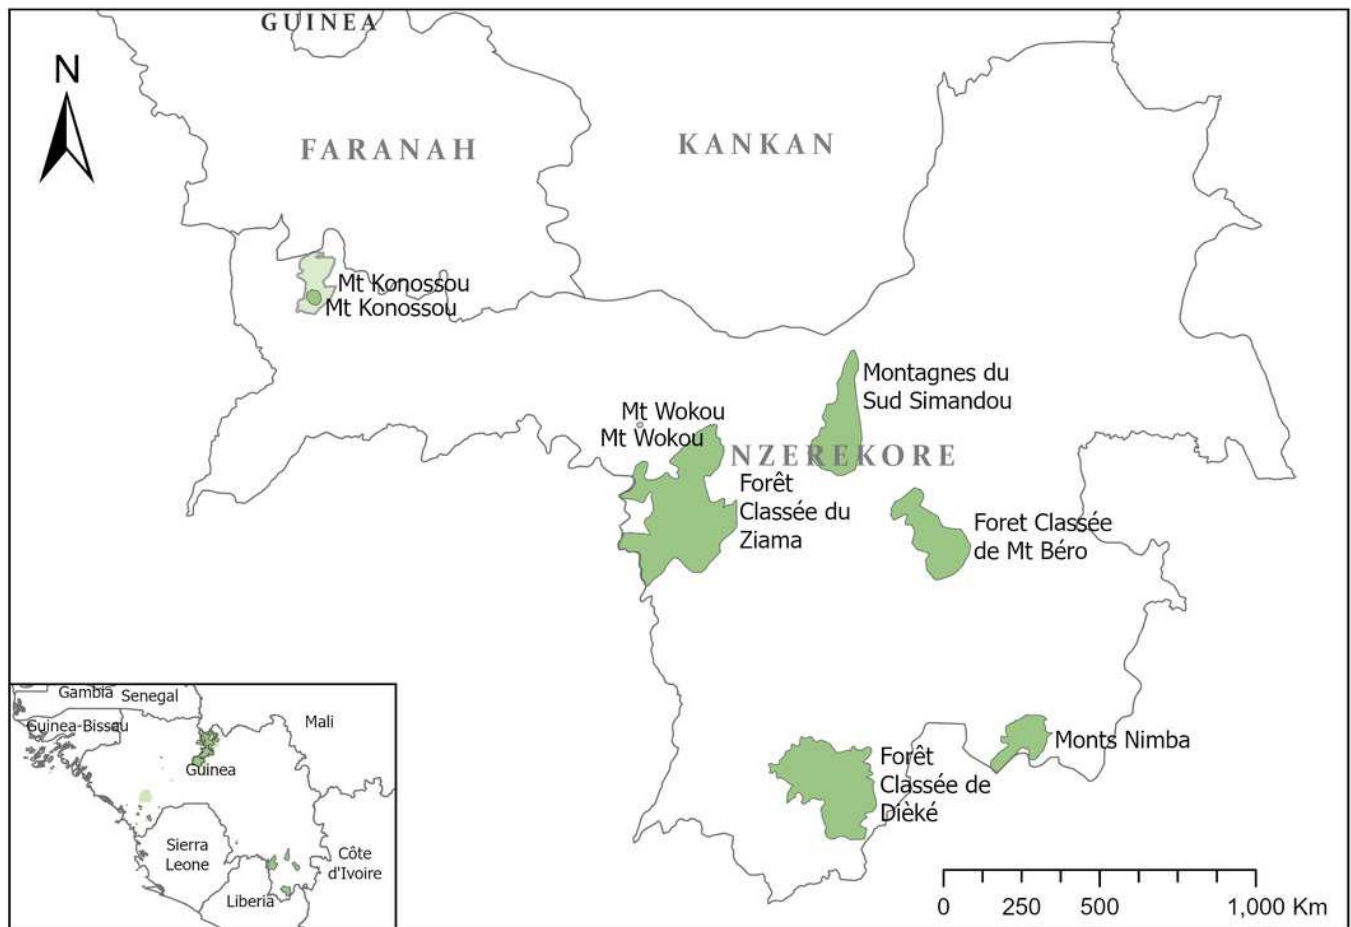 GUINEA
N
FARANAH
KANKAN
Mt Konossou
Mt Konossou
Montagnes du
Sud Simandou
Mt Wokou
Mt Wokou
NZEREKORE
Forêt
Classée du
Ziama
Foret Classée
de Mt Béro
Monts Nimba
Forêt
Classée de
Dièké
Gambia
Senegal
Guinea-Bissau
Mali
Guinea
Sierra
Leone
Côte
d'Ivoire
Liberia
0 250 500 1,000 Km